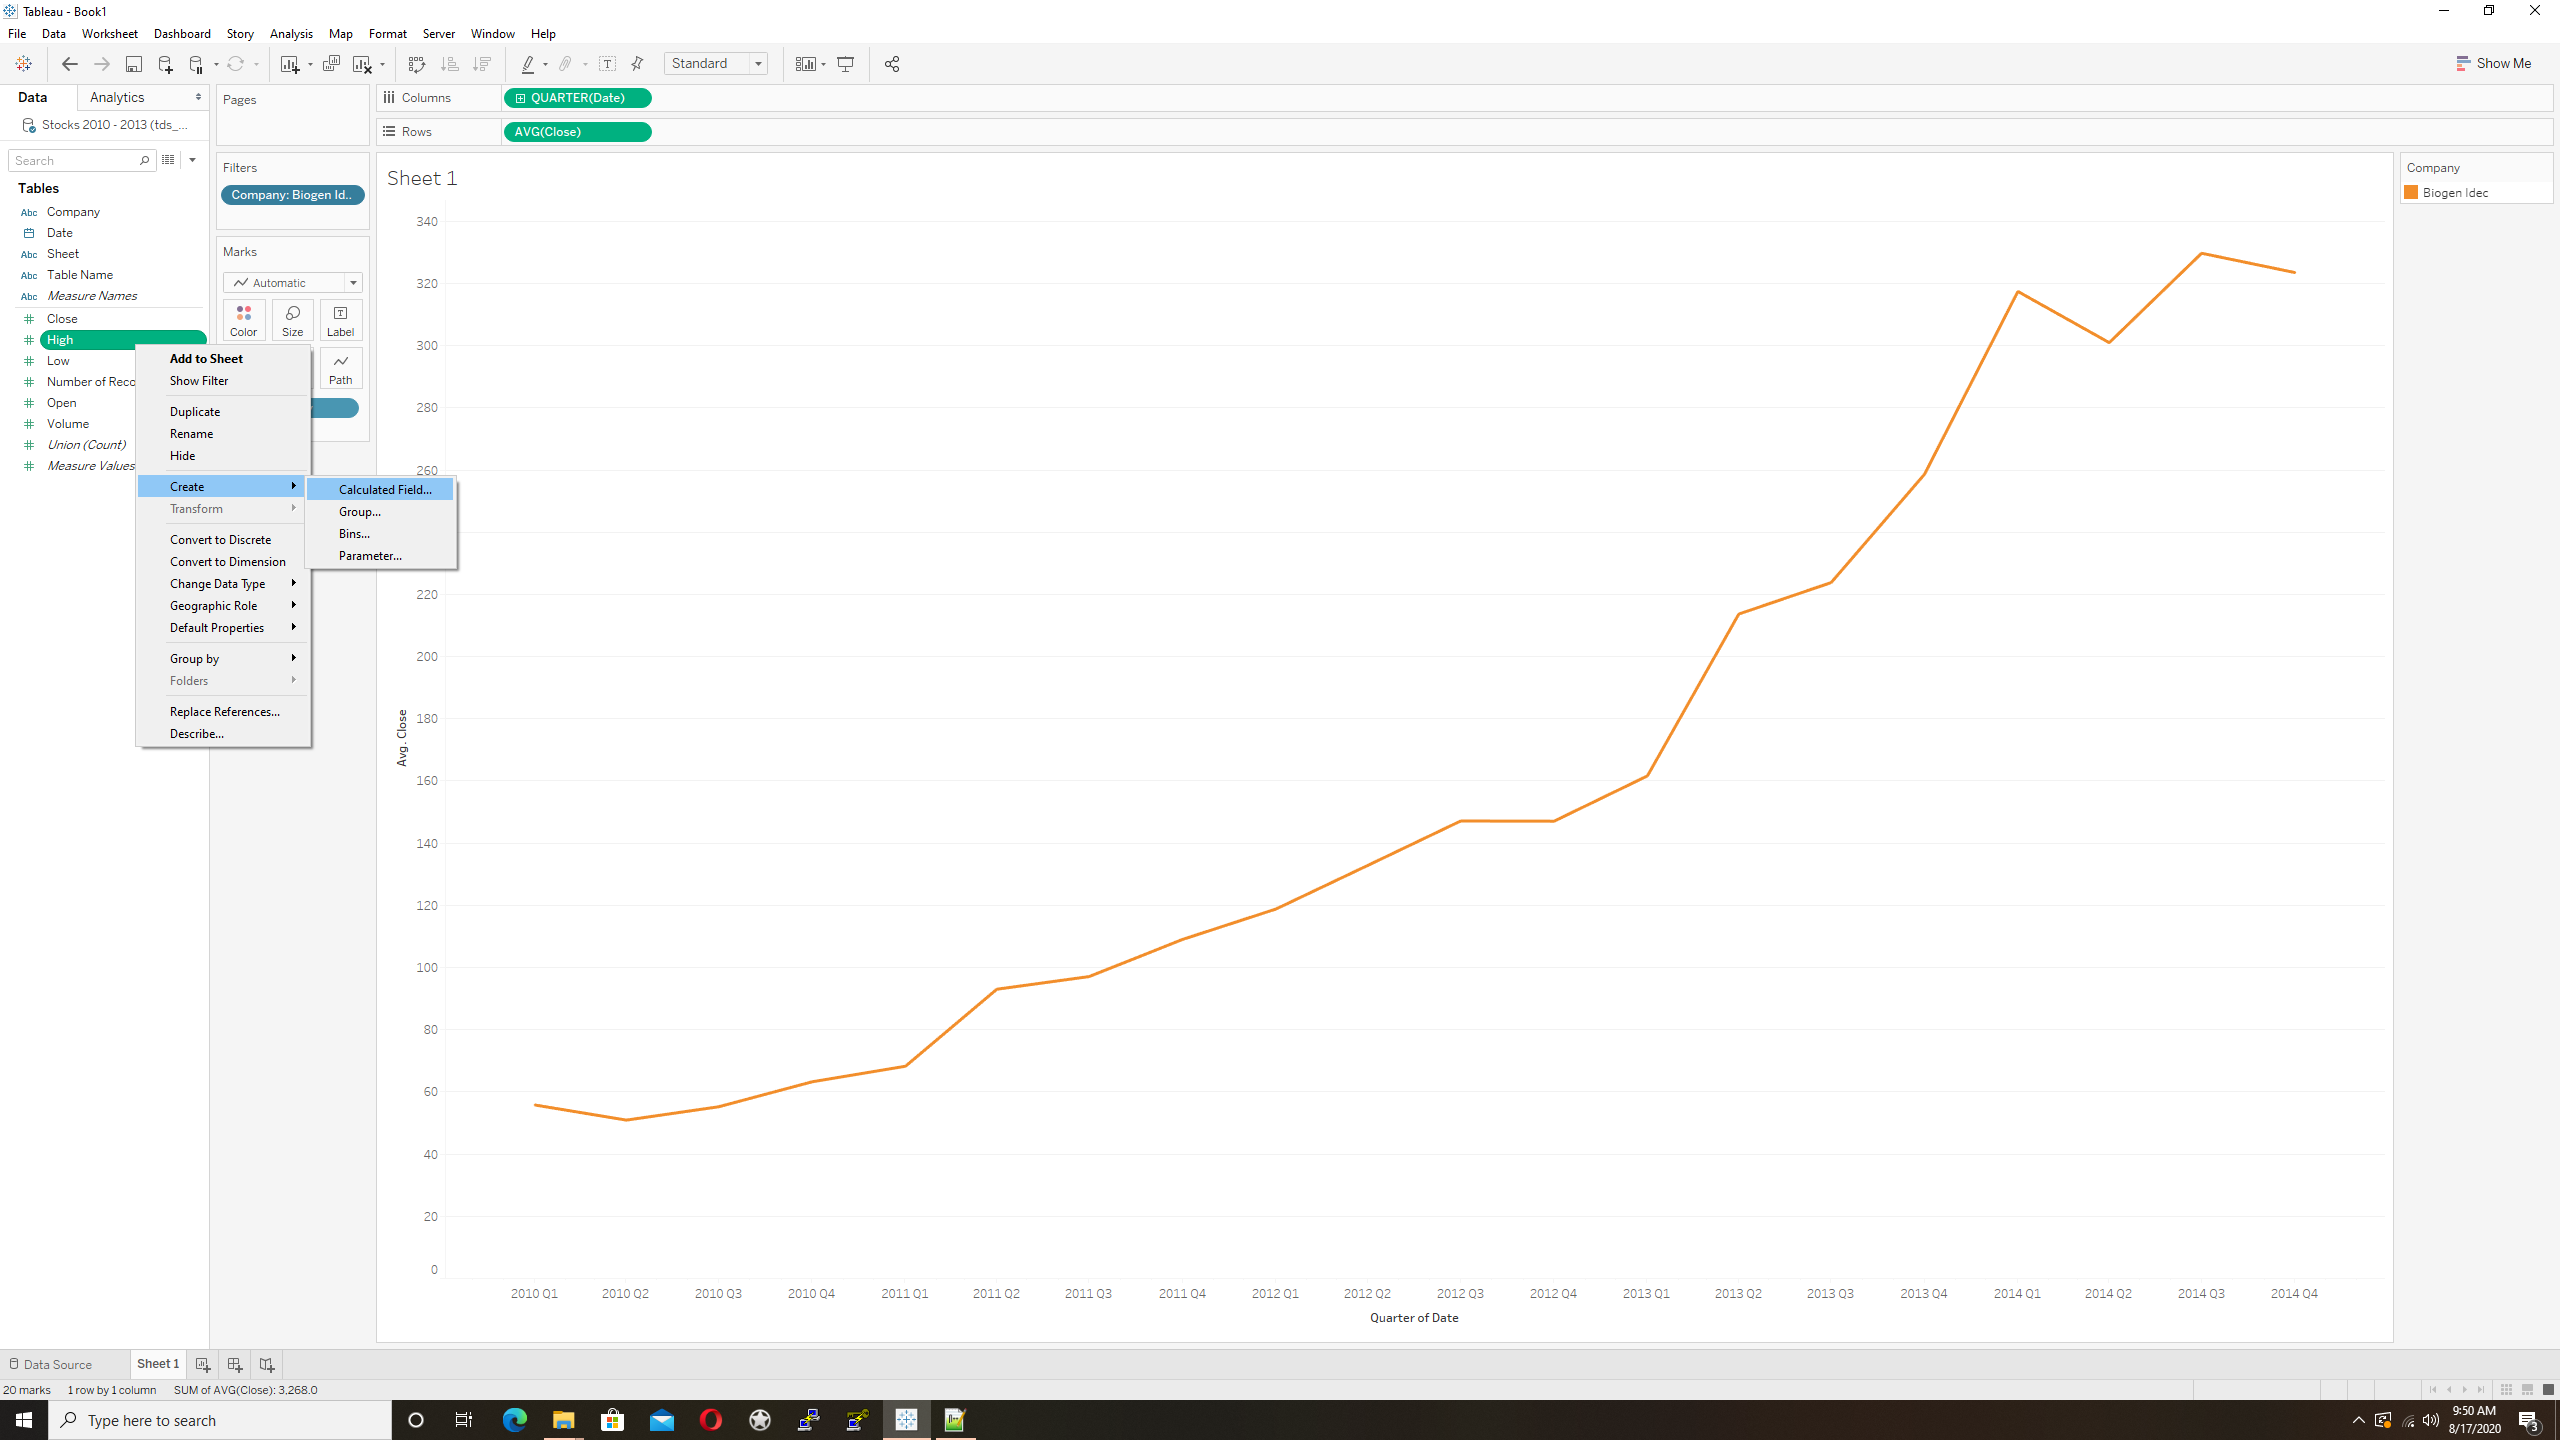 Tableau - Book1
File Data Worksheet Dashboard Story Analysis Map Format Server Window Help
Standard
Show Me
Data Analytics
Stocks 2010 - 2013 (tds_...
Search
Tables
Abc Company
Date
Abc Sheet
Abc Table Name
Abc Measure Names
Close
High
Low
Number of Reco
Open
Volume
Union (Count)
Measure Values
Pages
Filters
Company: Biogen Id..
Marks
Automatic
Color Size Label
Path
Add to Sheet
Show Filter
Duplicate
Rename
Hide
Create
Transform
Convert to Discrete
Convert to Dimension
Change Data Type
Geographic Role
Default Properties
Group by
Folders
Replace References...
Describe...
Calculated Field...
Group...
Bins...
Parameter...
Columns QUARTER(Date)
Rows AVG(Close)
Sheet 1
340
320
300
280
260
220
200
180
160
140
120
100
80
60
40
20
0
Avg. Close
2010 Q1 2010 Q2 2010 Q3 2010 Q4 2011 Q1 2011 Q2 2011 Q3 2011 Q4 2012 Q1 2012 Q2 2012 Q3 2012 Q4 2013 Q1 2013 Q2 2013 Q3 2013 Q4 2014 Q1 2014 Q2 2014 Q3 2014 Q4
Quarter of Date
Company
Biogen Idec
Data Source Sheet 1
20 marks 1 row by 1 column SUM of AVG(Close): 3,268.0
Type here to search
9:50 AM
8/17/2020
3